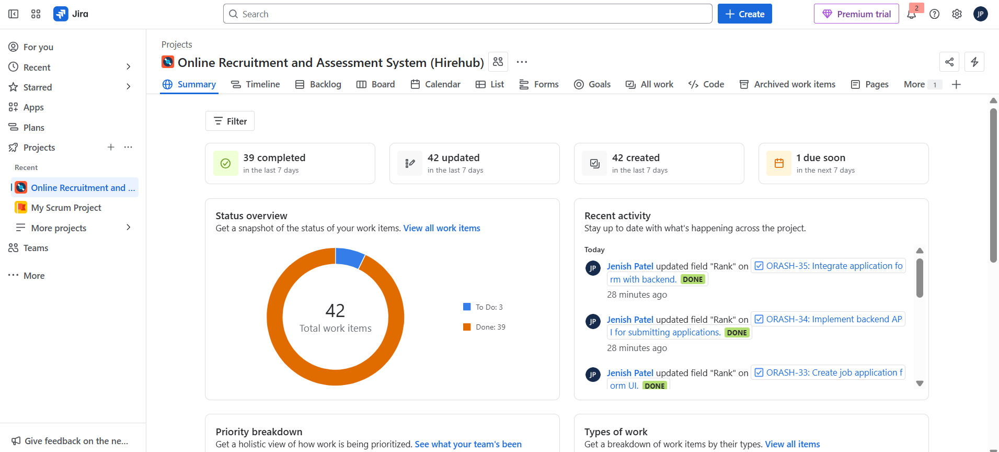 Jira
Search
Create
Premium trial
2
JP
For you
Recent
Starred
Apps
Plans
Projects
Recent
Online Recruitment and ...
My Scrum Project
More projects
Teams
More
Give feedback on the ne...
Projects
Online Recruitment and Assessment System (Hirehub)
Summary
Timeline
Backlog
Board
Calendar
List
Forms
Goals
All work
Code
Archived work items
Pages
More 1
Filter
39 completed
in the last 7 days
42 updated
in the last 7 days
42 created
in the last 7 days
1 due soon
in the next 7 days
Status overview
Get a snapshot of the status of your work items. View all work items
42
Total work items
To Do: 3
Done: 39
Recent activity
Stay up to date with what's happening across the project.
Today
JP
Jenish Patel updated field "Rank" on ORASH-35: Integrate application fo
rm with backend. DONE
28 minutes ago
JP
Jenish Patel updated field "Rank" on ORASH-34: Implement backend AP
I for submitting applications. DONE
28 minutes ago
JP
Jenish Patel updated field "Rank" on ORASH-33: Create job application f
orm UI. DONE
Priority breakdown
Get a holistic view of how work is being prioritized. See what your team's been
Types of work
Get a breakdown of work items by their types. View all items